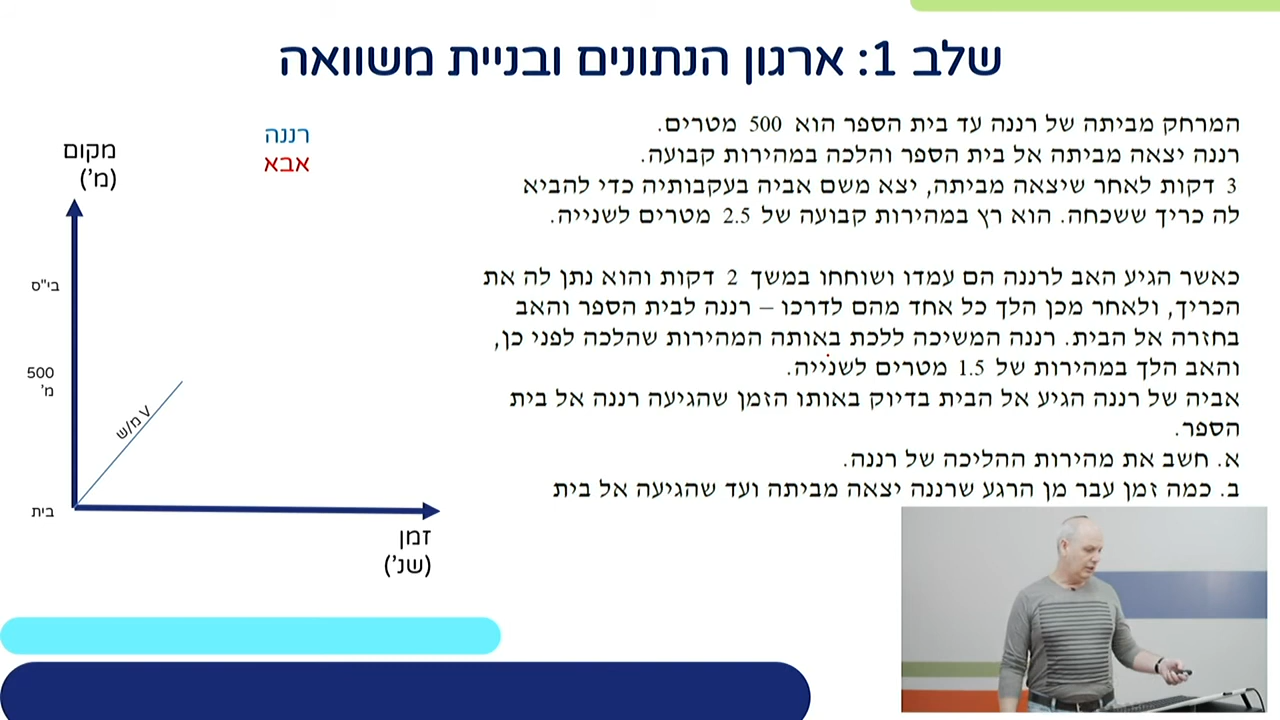 שלב 1: ארגון הנתונים ובניית משוואה
המרחק מביתה של רננה עד בית הספר הוא 500 מטרים.
רננה יצאה מביתה אל בית הספר והלכה במהירות קבועה.
3 דקות לאחר שיצאה מביתה, יצא משם אביה בעקבותיה כדי להביא
לה כריך ששכחה. הוא רץ במהירות קבועה של 2.5 מטרים לשנייה.
כאשר הגיע האב לרננה הם עמדו ושוחחו במשך 2 דקות והוא נתן לה את
הכריך, ולאחר מכן הלך כל אחד מהם לדרכו – רננה לבית הספר והאב
בחזרה אל הבית. רננה המשיכה ללכת באותה המהירות שהלכה לפני כן,
והאב הלך במהירות של 1.5 מטרים לשנייה.
אביה של רננה הגיע אל הבית בדיוק באותו הזמן שהגיעה רננה אל בית
הספר.
א. חשב את מהירות ההליכה של רננה.
ב. כמה זמן עבר מן הרגע שרננה יצאה מביתה ועד שהגיעה אל בית
רננה
אבא
מקום
(מ')
בי"ס
500
מ'
V מ/ש
בית
זמן
(שנ')